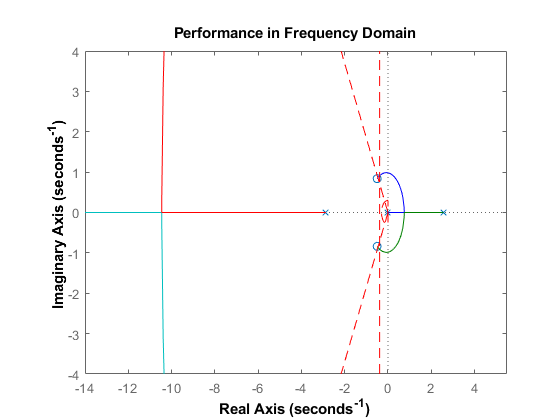 Performance in Frequency Domain
4
3
2
1
0
-1
-2
-3
-4
Imaginary Axis (seconds-1)
-14 -12 -10 -8 -6 -4 -2 0 2 4
Real Axis (seconds-1)